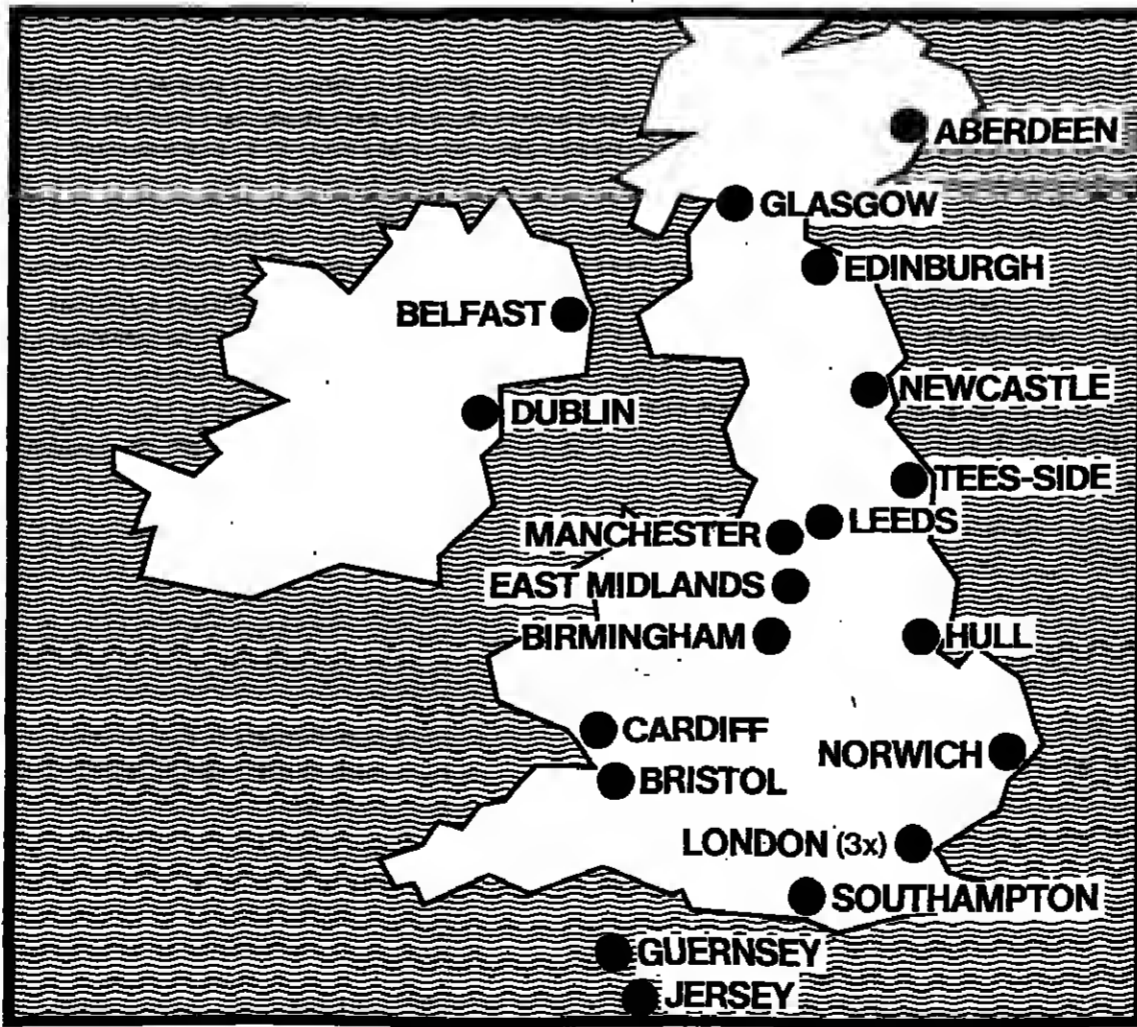 ABERDEEN
GLASGOW
EDINBURGH
BELFAST
NEWCASTLE
DUBLIN
TEES-SIDE
LEEDS
MANCHESTER
EAST MIDLANDS
BIRMINGHAM
HULL
CARDIFF
NORWICH
BRISTOL
LONDON (3x)
SOUTHAMPTON
GUERNSEY
JERSEY